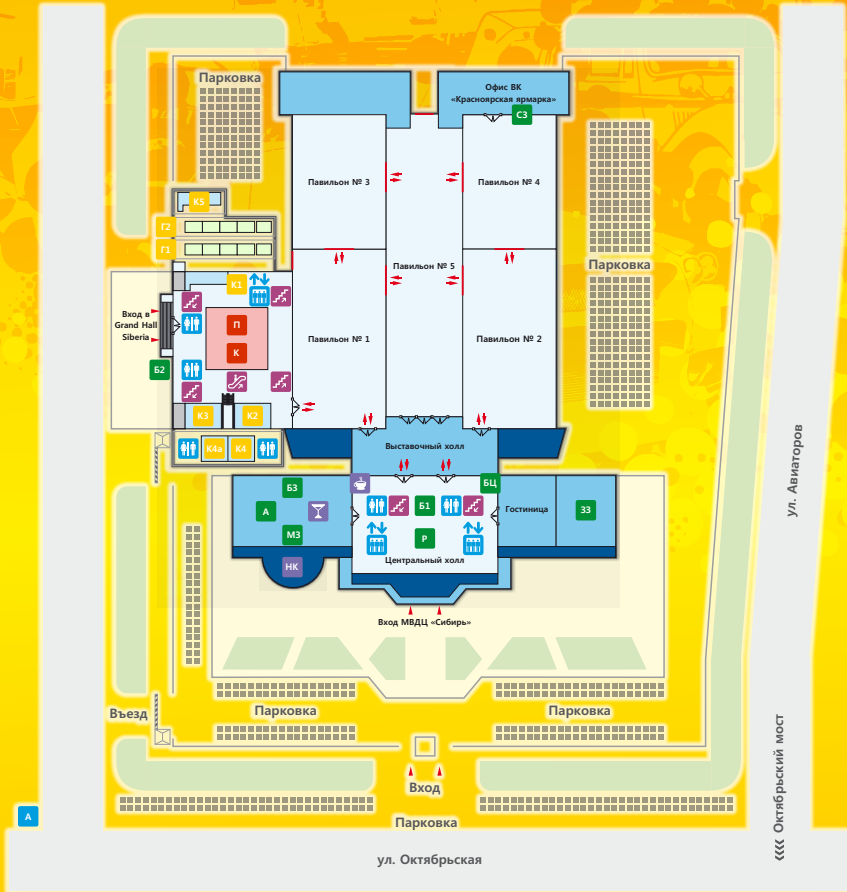 Парковка
Офис ВК
«Красноярская ярмарка»
С3
Павильон № 3
Павильон № 4
К5
Г2
Г1
Павильон № 5
Парковка
К1
Вход в
Grand Hall
Siberia
П
К
Павильон № 1
Павильон № 2
Б2
К3
К2
К4а
К4
Выставочный холл
ул. Авиаторов
Б3
БЦ
А
Б1
Гостиница
33
М3
Р
НК
Центральный холл
Вход МВДЦ «Сибирь»
Въезд
Парковка
Парковка
Октябрьский мост
Вход
А
Парковка
ул. Октябрьская